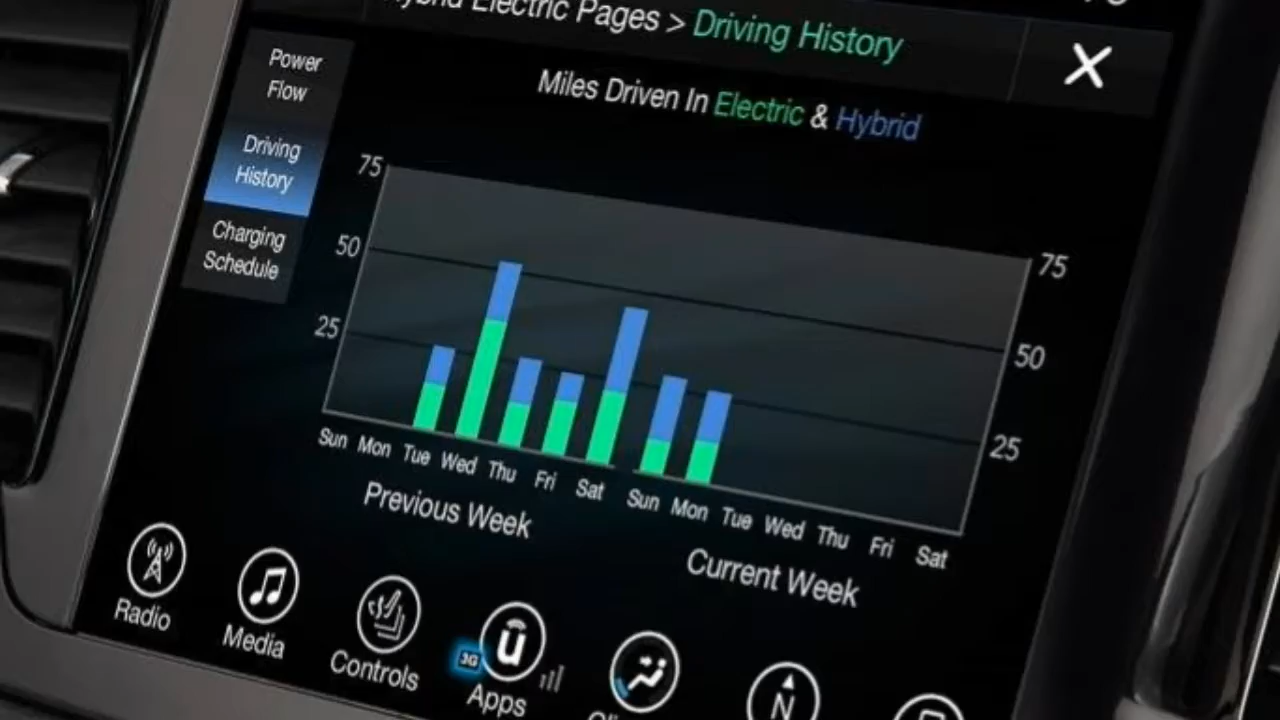 Hybrid Electric Pages > Driving History
Power
Flow
Driving
History
Charging
Schedule
Miles Driven In Electric & Hybrid
75
50
25
75
50
25
Sun Mon Tue Wed Thu Fri Sat Sun Mon Tue Wed Thu Fri Sat
Previous Week
Current Week
Radio
Media
Controls
3G
Apps
N